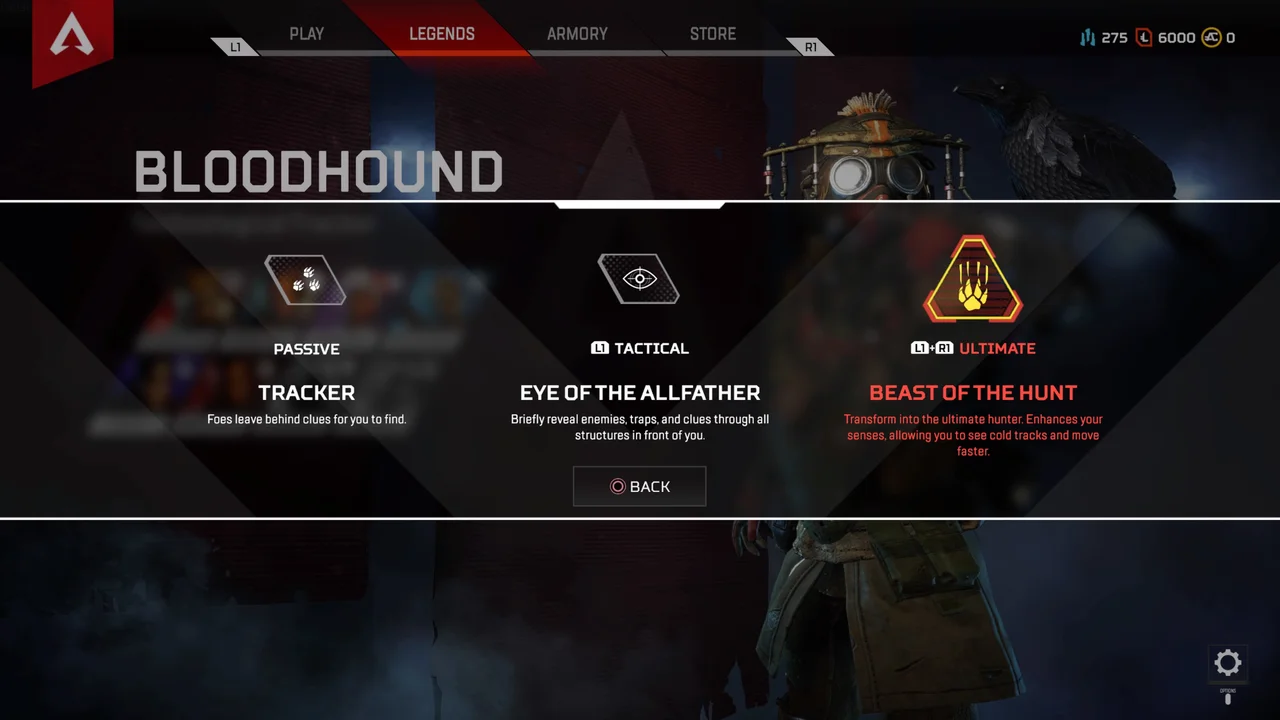 L1 PLAY LEGENDS ARMORY STORE R1
275 6000 0
BLOODHOUND
PASSIVE
TRACKER
Foes leave behind clues for you to find.
L1 TACTICAL
EYE OF THE ALLFATHER
Briefly reveal enemies, traps, and clues through all
structures in front of you.
L1+R1 ULTIMATE
BEAST OF THE HUNT
Transform into the ultimate hunter. Enhances your
senses, allowing you to see cold tracks and move
faster.
BACK
OPTIONS